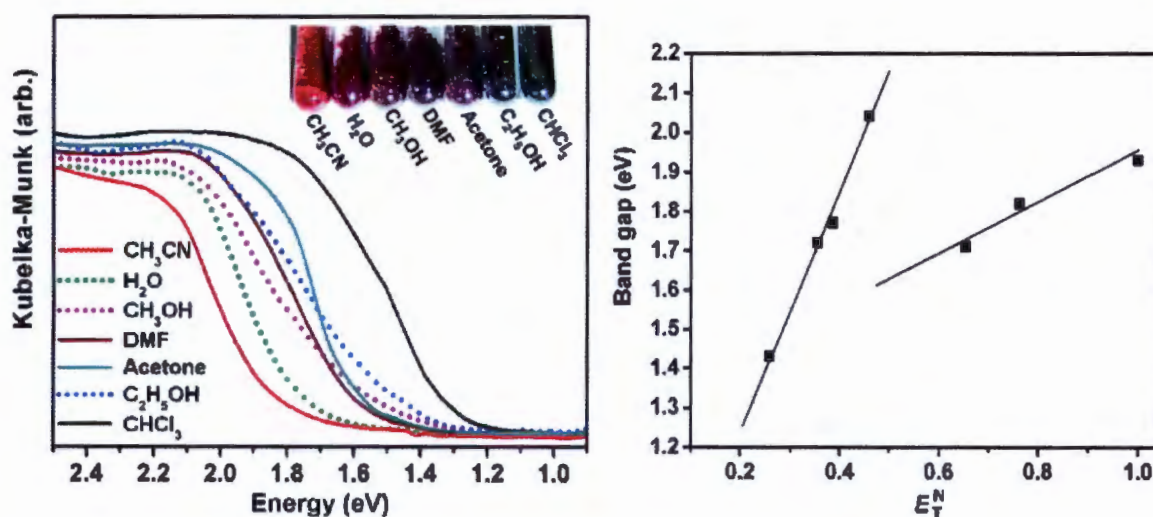 Kubelka-Munk (arb.)
CH₃CN
H₂O
CH₃OH
DMF
Acetone
C₂H₅OH
CHCl₃
CH₃CN
H₂O
CH₃OH
DMF
Acetone
C₂H₅OH
CHCl₃
2.4 2.2 2.0 1.8 1.6 1.4 1.2 1.0
Energy (eV)
Band gap (eV)
2.2
2.1
2.0
1.9
1.8
1.7
1.6
1.5
1.4
1.3
1.2
0.2 0.4 0.6 0.8 1.0
E_T^N